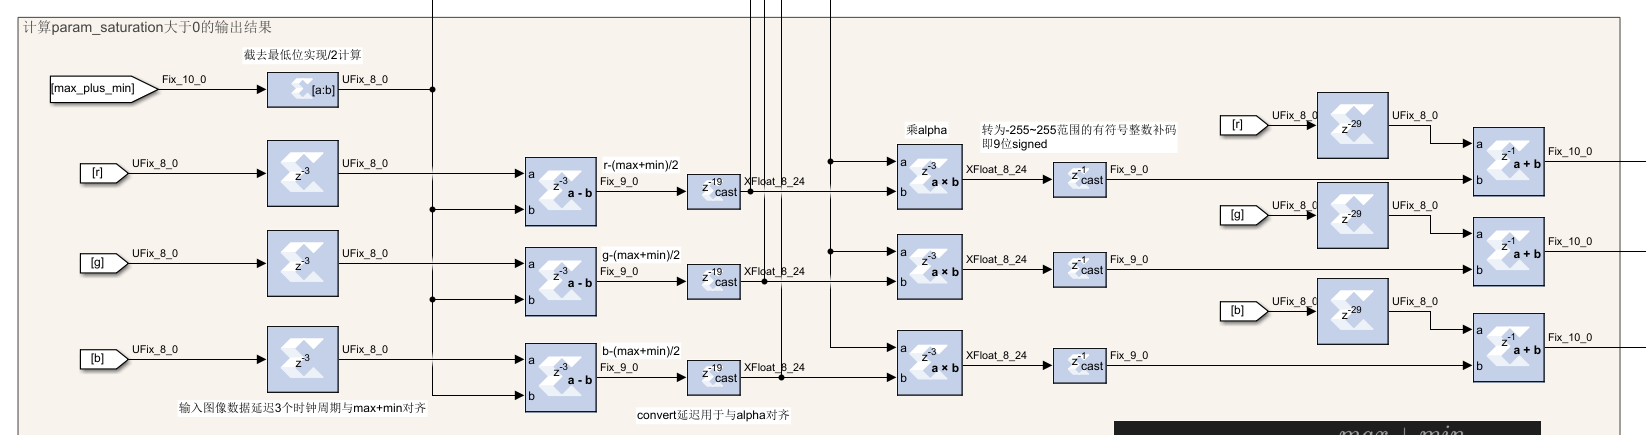 计算param_saturation大于0的输出结果
截去最低位实现/2计算
[max_plus_min]
Fix_10_0
[a:b]
UFix_8_0
[r]
UFix_8_0
z-3
UFix_8_0
a
b
z-3
a - b
r-(max+min)/2
Fix_9_0
z-19
cast
XFloat_8_24
乘alpha
a
b
z-3
a × b
XFloat_8_24
转为-255~255范围的有符号整数补码
即9位signed
z-1
cast
Fix_9_0
[r]
UFix_8_0
z-29
UFix_8_0
a
b
z-1
a + b
Fix_10_0
[g]
UFix_8_0
z-3
UFix_8_0
a
b
z-3
a - b
g-(max+min)/2
Fix_9_0
z-19
cast
XFloat_8_24
a
b
z-3
a × b
XFloat_8_24
z-1
cast
Fix_9_0
[g]
UFix_8_0
z-29
UFix_8_0
a
b
z-1
a + b
Fix_10_0
[b]
UFix_8_0
z-3
UFix_8_0
a
b
z-3
a - b
b-(max+min)/2
Fix_9_0
z-19
cast
XFloat_8_24
a
b
z-3
a × b
XFloat_8_24
z-1
cast
Fix_9_0
[b]
UFix_8_0
z-29
UFix_8_0
a
b
z-1
a + b
Fix_10_0
输入图像数据延迟3个时钟周期与max+min对齐
convert延迟用于与alpha对齐